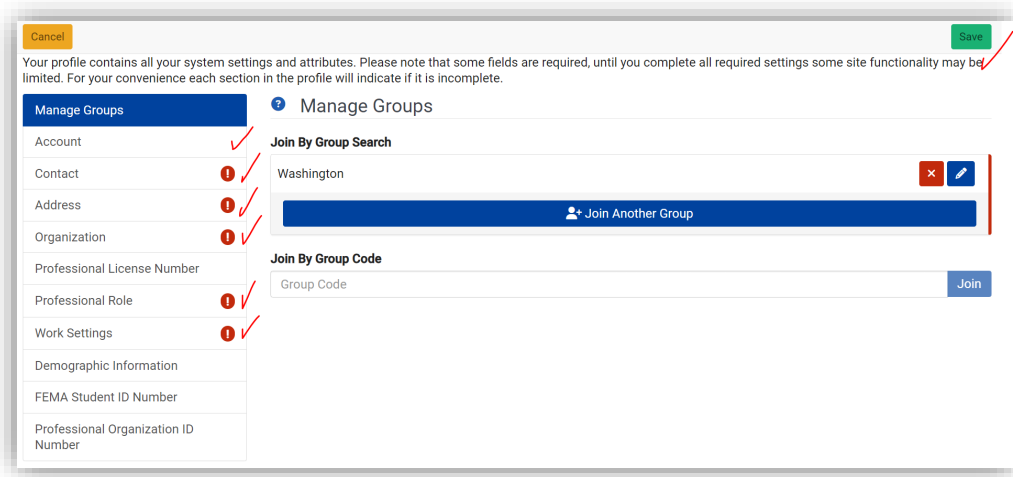 Cancel
Save
Your profile contains all your system settings and attributes. Please note that some fields are required, until you complete all required settings some site functionality may be
limited. For your convenience each section in the profile will indicate if it is incomplete.
Manage Groups
Account
Contact
Address
Organization
Professional License Number
Professional Role
Work Settings
Demographic Information
FEMA Student ID Number
Professional Organization ID
Number
Manage Groups
Join By Group Search
Washington
Join Another Group
Join By Group Code
Group Code
Join